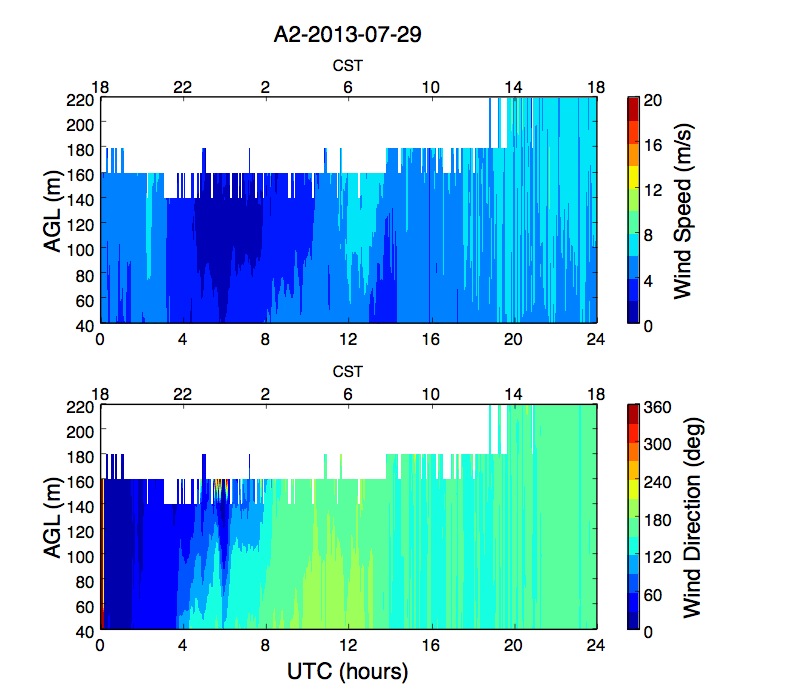 A2-2013-07-29
CST
18 22 2 6 10 14 18
220
200
180
160
140
120
100
80
60
40
AGL (m)
0 4 8 12 16 20 24
20
16
12
8
4
0
Wind Speed (m/s)
CST
18 22 2 6 10 14 18
220
200
180
160
140
120
100
80
60
40
AGL (m)
0 4 8 12 16 20 24
UTC (hours)
360
300
240
180
120
60
0
Wind Direction (deg)